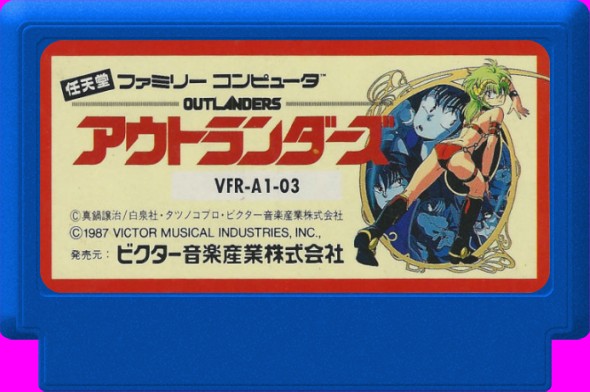 任天堂 ファミリー コンピュータ™
OUTLANDERS
アウトランダーズ
VFR-A1-03
©真鍋譲治/白泉社・タツノコプロ・ビクター音楽産業株式会社
©1987 VICTOR MUSICAL INDUSTRIES, INC.,
発売元: ビクター音楽産業株式会社